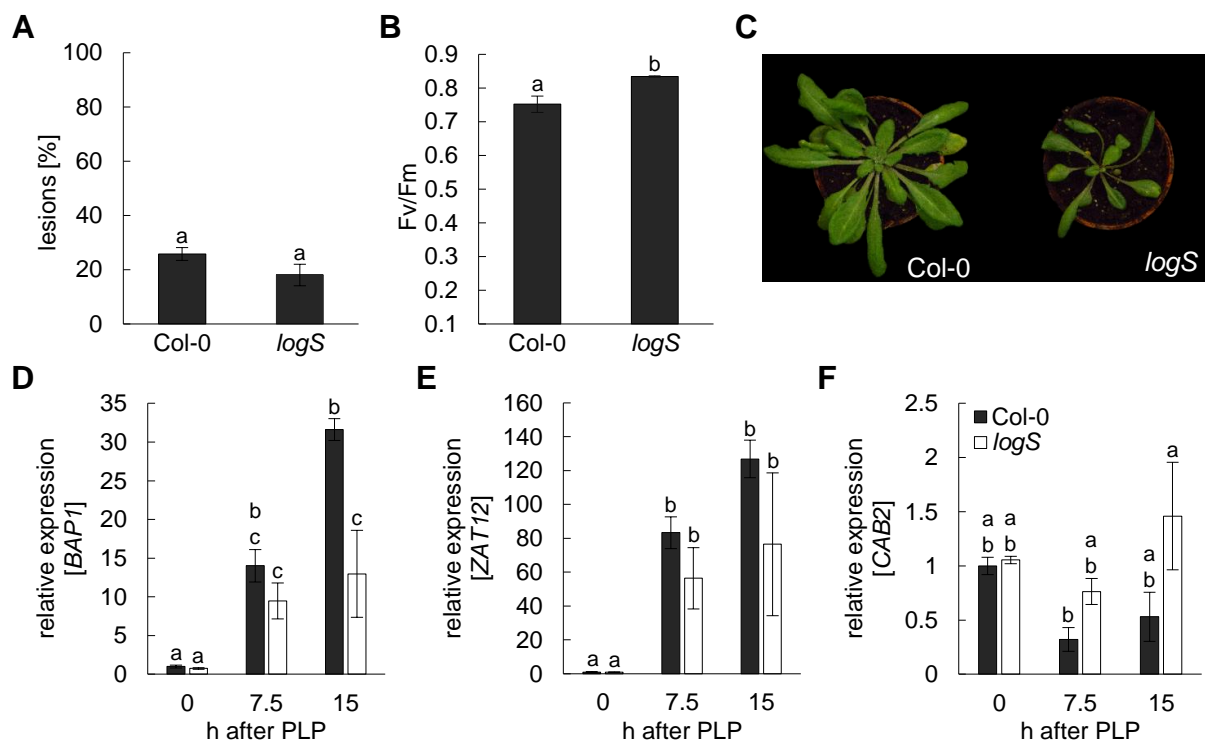 A
lesions [%]
100
80
60
40
20
0
a
a
Col-0
logS
B
Fv/Fm
0.9
0.8
0.7
0.6
0.5
0.4
0.3
0.2
0.1
a
b
Col-0
logS
C
Col-0
logS
D
relative expression
[BAP1]
35
30
25
20
15
10
5
0
a a
b
c
c
b
c
0 7.5 15
h after PLP
E
relative expression
[ZAT12]
160
140
120
100
80
60
40
20
0
a a
b
b
b
b
0 7.5 15
h after PLP
F
relative expression
[CAB2]
2.5
2
1.5
1
0.5
0
Col-0
logS
a a
b b
b
a
b
a
b
a
0 7.5 15
h after PLP